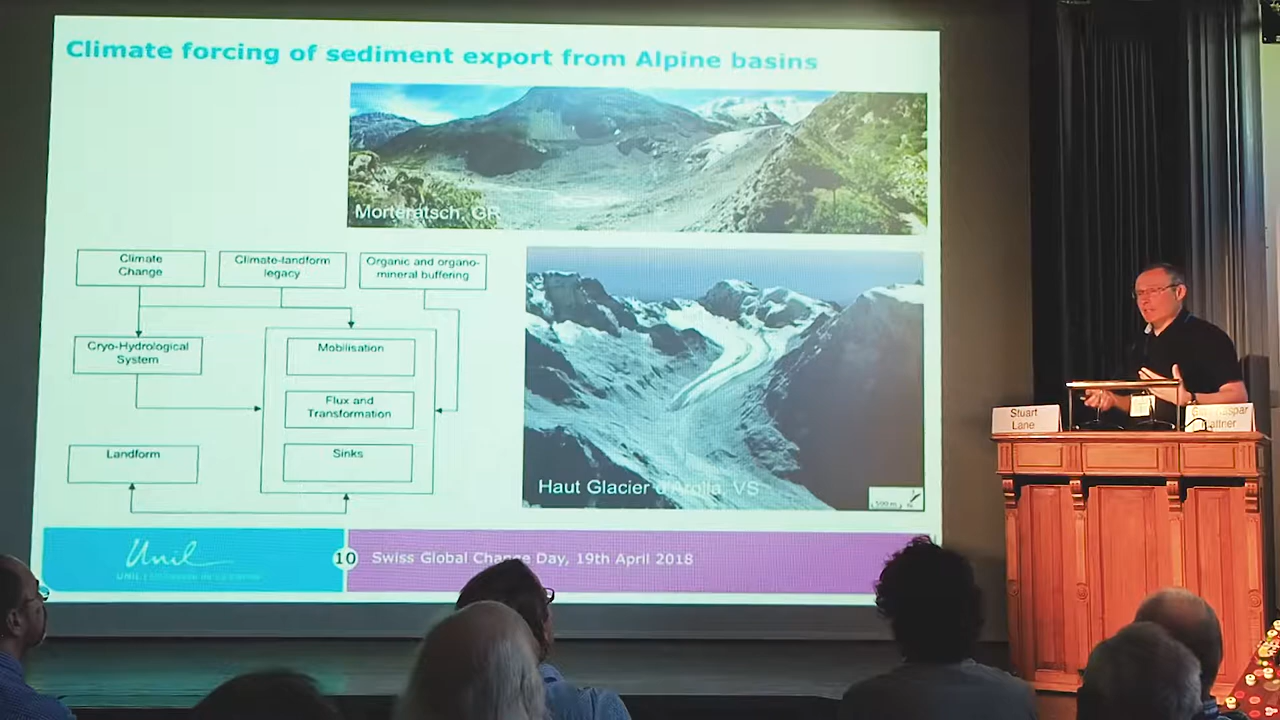 Climate forcing of sediment export from Alpine basins
Morteratsch, GR
Climate
Change
Climate-landform
legacy
Organic and organo-
mineral buffering
Cryo-Hydrological
System
Mobilisation
Flux and
Transformation
Landform
Sinks
Haut Glacier d'Arolla, VS
500 m
Unil
UNIL |
10
Swiss Global Change Day, 19th April 2018
Stuart
Lane